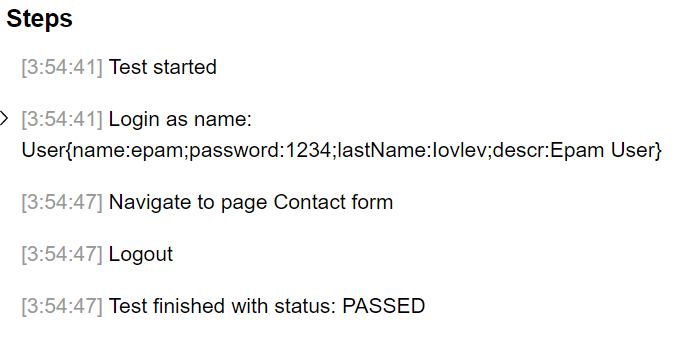 Steps
[3:54:41] Test started
[3:54:41] Login as name:
User{name:epam;password:1234;lastName:Iovlev;descr:Epam User}
[3:54:47] Navigate to page Contact form
[3:54:47] Logout
[3:54:47] Test finished with status: PASSED